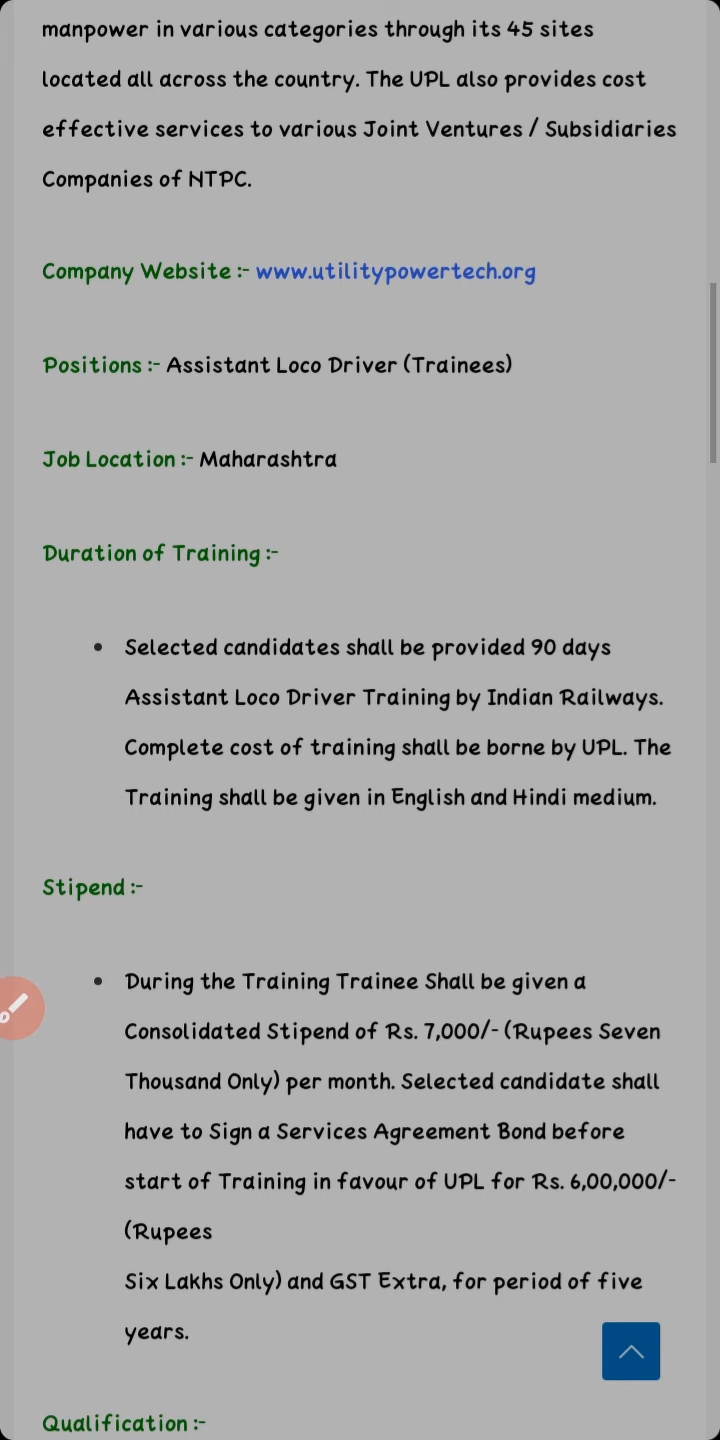 manpower in various categories through its 45 sites
located all across the country. The UPL also provides cost
effective services to various Joint Ventures / Subsidiaries
Companies of NTPC.
Company Website :- www.utilitypowertech.org
Positions :- Assistant Loco Driver (Trainees)
Job Location :- Maharashtra
Duration of Training :-
• Selected candidates shall be provided 90 days
Assistant Loco Driver Training by Indian Railways.
Complete cost of training shall be borne by UPL. The
Training shall be given in English and Hindi medium.
Stipend :-
• During the Training Trainee Shall be given a
Consolidated Stipend of Rs. 7,000/- (Rupees Seven
Thousand Only) per month. Selected candidate shall
have to Sign a Services Agreement Bond before
start of Training in favour of UPL for Rs. 6,00,000/-
(Rupees
Six Lakhs Only) and GST Extra, for period of five
years.
Qualification :-